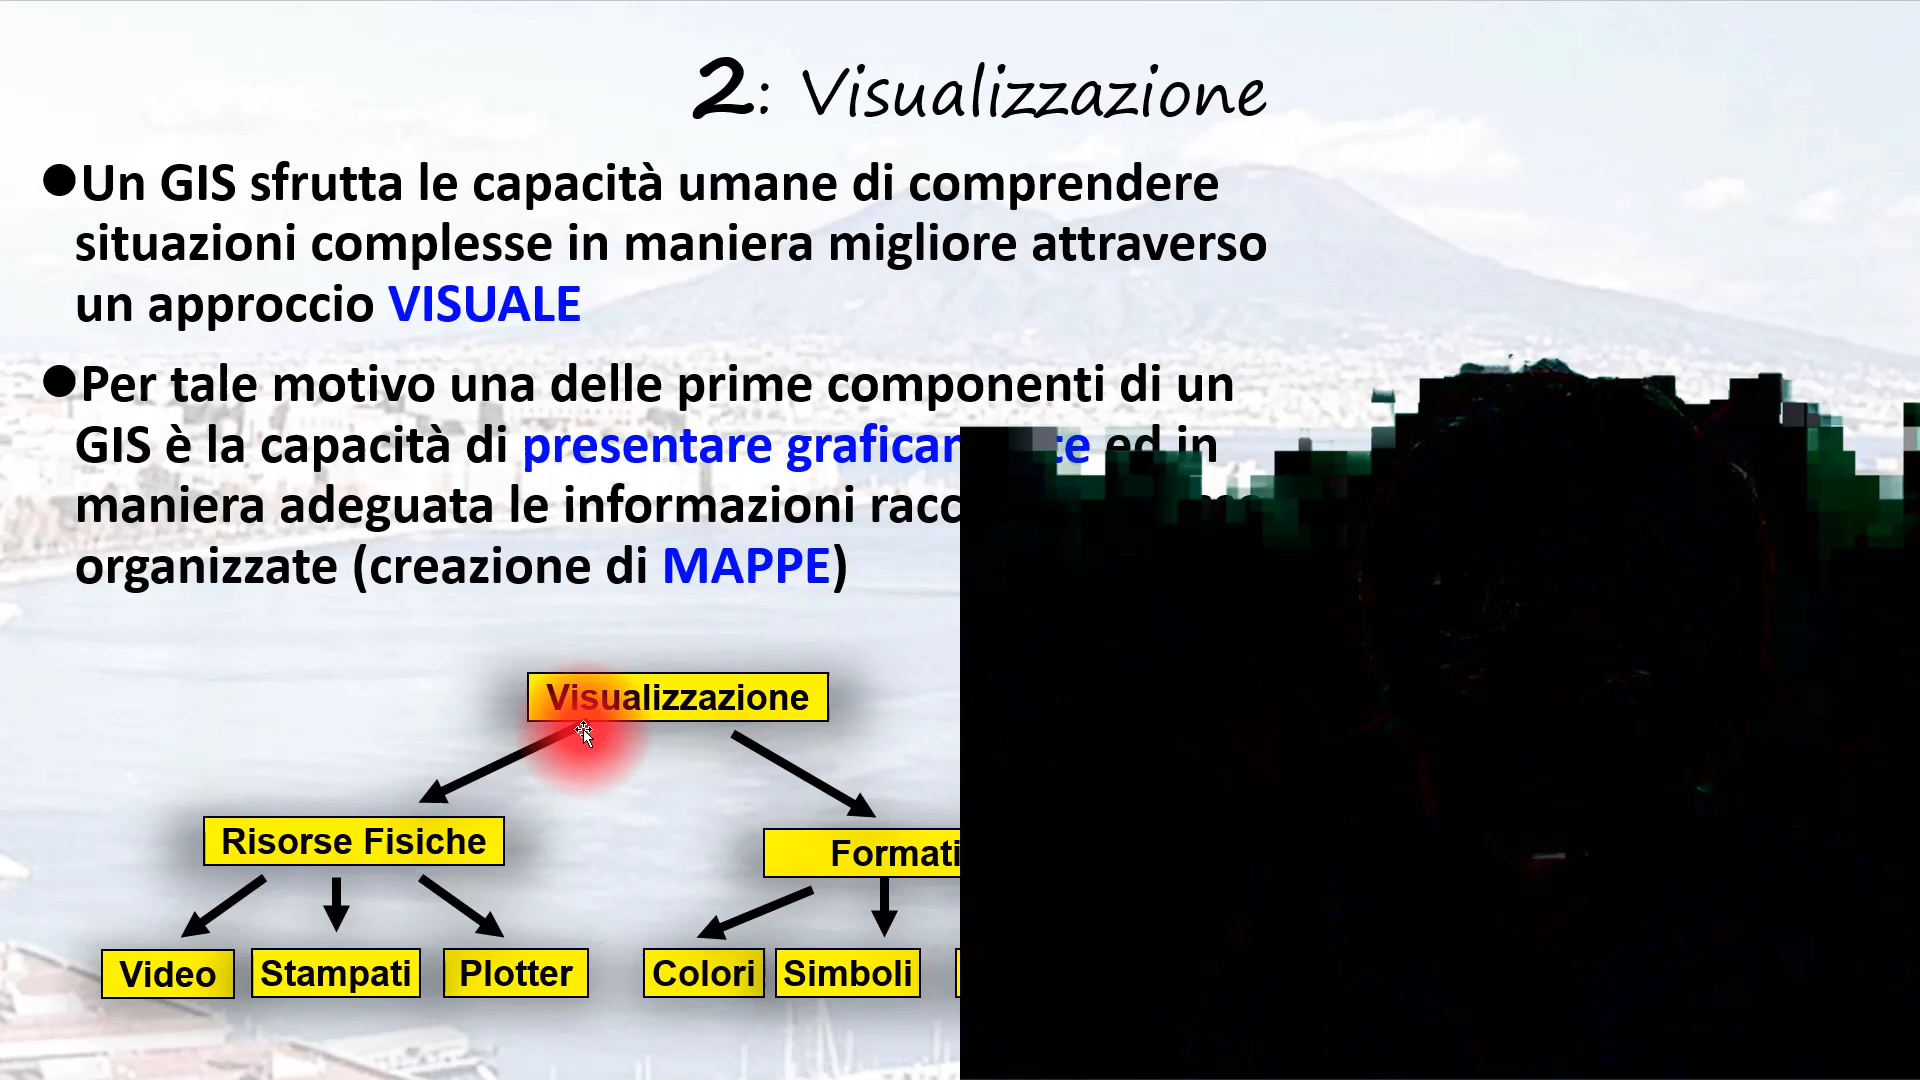 2: Visualizzazione
●Un GIS sfrutta le capacità umane di comprendere
situazioni complesse in maniera migliore attraverso
un approccio VISUALE
●Per tale motivo una delle prime componenti di un
GIS è la capacità di presentare ed in
maniera adeguata le informazioni
organizzate (creazione di MAPPE)
Visualizzazione
Risorse Fisiche
Formati
Video Stampati Plotter Colori Simboli